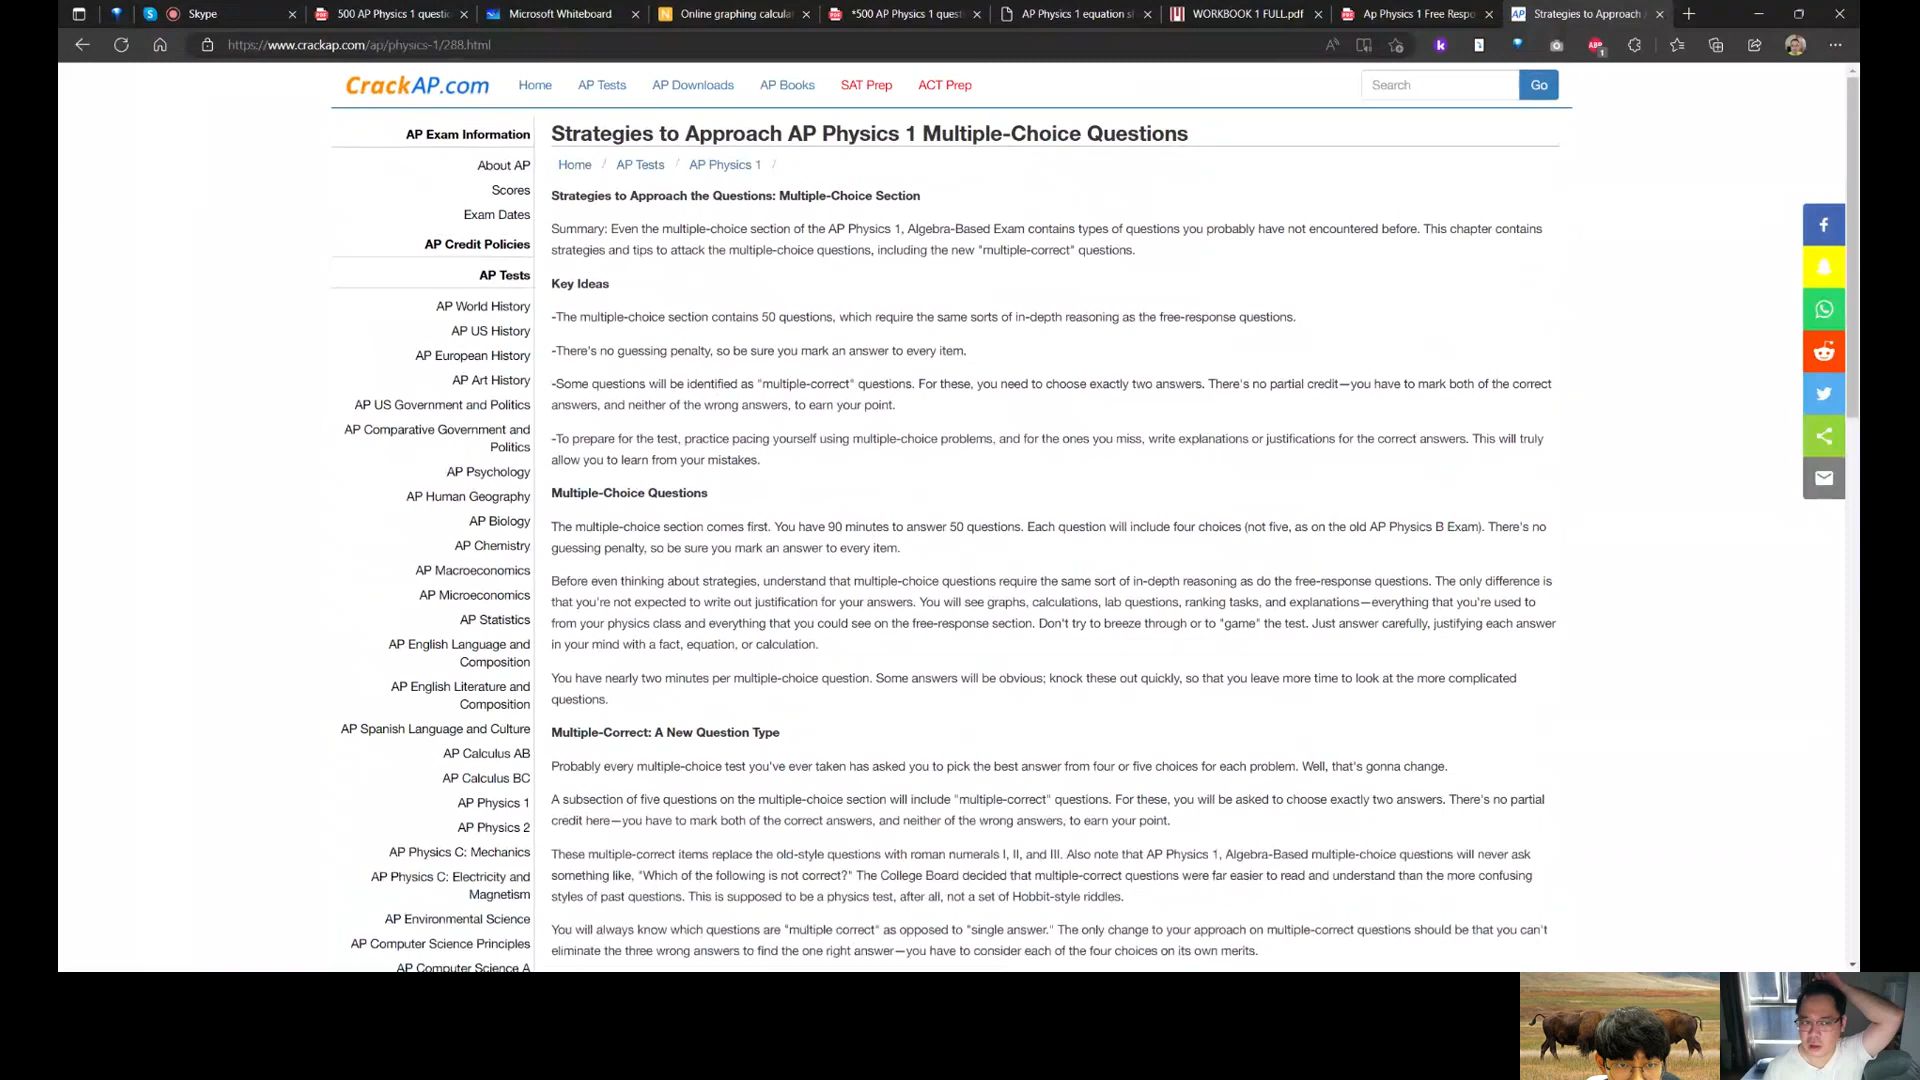 Skype
500 AP Physics 1 questic
Microsoft Whiteboard
Online graphing calcula
*500 AP Physics 1 quest
AP Physics 1 equation s
WORKBOOK 1 FULL.pdf
Ap Physics 1 Free Respo
Strategies to Approach
https://www.crackap.com/ap/physics-1/288.html
CrackAP.com
Home
AP Tests
AP Downloads
AP Books
SAT Prep
ACT Prep
Search
Go
AP Exam Information
About AP
Scores
Exam Dates
AP Credit Policies
AP Tests
AP World History
AP US History
AP European History
AP Art History
AP US Government and Politics
AP Comparative Government and
Politics
AP Psychology
AP Human Geography
AP Biology
AP Chemistry
AP Macroeconomics
AP Microeconomics
AP Statistics
AP English Language and
Composition
AP English Literature and
Composition
AP Spanish Language and Culture
AP Calculus AB
AP Calculus BC
AP Physics 1
AP Physics 2
AP Physics C: Mechanics
AP Physics C: Electricity and
Magnetism
AP Environmental Science
AP Computer Science Principles
AP Computer Science A
Strategies to Approach AP Physics 1 Multiple-Choice Questions
Home / AP Tests / AP Physics 1 /
Strategies to Approach the Questions: Multiple-Choice Section
Summary: Even the multiple-choice section of the AP Physics 1, Algebra-Based Exam contains types of questions you probably have not encountered before. This chapter contains
strategies and tips to attack the multiple-choice questions, including the new "multiple-correct" questions.
Key Ideas
-The multiple-choice section contains 50 questions, which require the same sorts of in-depth reasoning as the free-response questions.
-There's no guessing penalty, so be sure you mark an answer to every item.
-Some questions will be identified as "multiple-correct" questions. For these, you need to choose exactly two answers. There's no partial credit—you have to mark both of the correct
answers, and neither of the wrong answers, to earn your point.
-To prepare for the test, practice pacing yourself using multiple-choice problems, and for the ones you miss, write explanations or justifications for the correct answers. This will truly
allow you to learn from your mistakes.
Multiple-Choice Questions
The multiple-choice section comes first. You have 90 minutes to answer 50 questions. Each question will include four choices (not five, as on the old AP Physics B Exam). There's no
guessing penalty, so be sure you mark an answer to every item.
Before even thinking about strategies, understand that multiple-choice questions require the same sort of in-depth reasoning as do the free-response questions. The only difference is
that you're not expected to write out justification for your answers. You will see graphs, calculations, lab questions, ranking tasks, and explanations—everything that you're used to
from your physics class and everything that you could see on the free-response section. Don't try to breeze through or to "game" the test. Just answer carefully, justifying each answer
in your mind with a fact, equation, or calculation.
You have nearly two minutes per multiple-choice question. Some answers will be obvious; knock these out quickly, so that you leave more time to look at the more complicated
questions.
Multiple-Correct: A New Question Type
Probably every multiple-choice test you've ever taken has asked you to pick the best answer from four or five choices for each problem. Well, that's gonna change.
A subsection of five questions on the multiple-choice section will include "multiple-correct" questions. For these, you will be asked to choose exactly two answers. There's no partial
credit here—you have to mark both of the correct answers, and neither of the wrong answers, to earn your point.
These multiple-correct items replace the old-style questions with roman numerals I, II, and III. Also note that AP Physics 1, Algebra-Based multiple-choice questions will never ask
something like, "Which of the following is not correct?" The College Board decided that multiple-correct questions were far easier to read and understand than the more confusing
styles of past questions. This is supposed to be a physics test, after all, not a set of Hobbit-style riddles.
You will always know which questions are "multiple correct" as opposed to "single answer." The only change to your approach on multiple-correct questions should be that you can't
eliminate the three wrong answers to find the one right answer—you have to consider each of the four choices on its own merits.